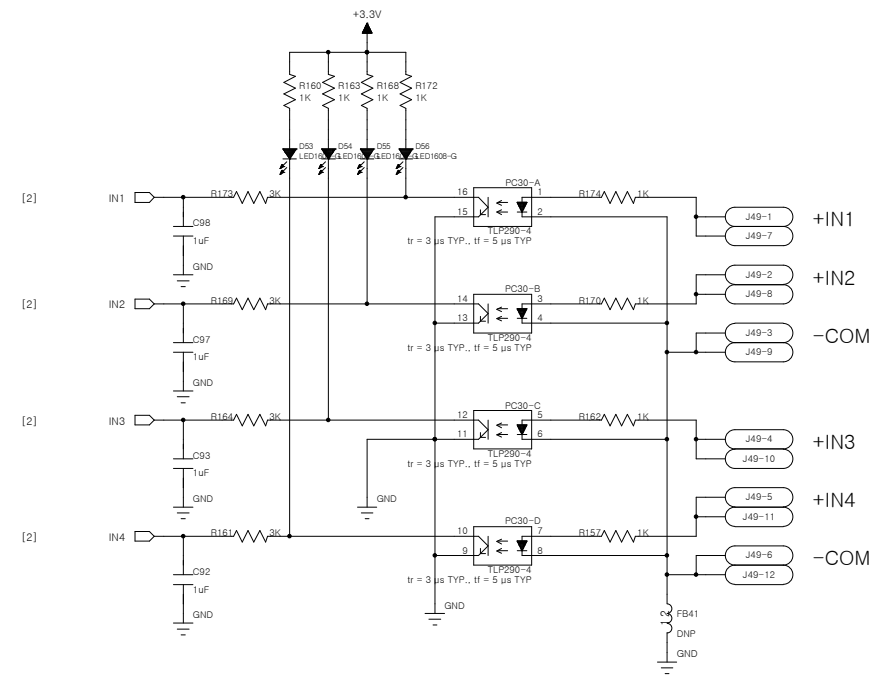 +3.3V
R160 R163 R168 R172
1K 1K 1K 1K
D53 D54 D55 D56
LED1608-G LED1608-G LED1608-G LED1608-G
PC30-A
[2] IN1 R173 3K 16 1 R174 1K
15 2
J49-1 +IN1
C98
TLP290-4
J49-7
1uF
tr = 3 µs TYP., tf = 5 µs TYP
GND
J49-2 +IN2
PC30-B
[2] IN2 R169 3K 14 3 R170 1K
J49-8
13 4
J49-3 -COM
C97
TLP290-4
tr = 3 µs TYP., tf = 5 µs TYP
J49-9
1uF
GND
PC30-C
[2] IN3 R164 3K 12 5 R162 1K
11 6
J49-4 +IN3
C93
TLP290-4
J49-10
1uF
tr = 3 µs TYP., tf = 5 µs TYP
GND GND
J49-5 +IN4
PC30-D
J49-11
[2] IN4 R161 3K 10 7 R157 1K
9 8
J49-6 -COM
C92
TLP290-4
J49-12
1uF
tr = 3 µs TYP., tf = 5 µs TYP
GND GND
1 2 FB41
DNP
GND